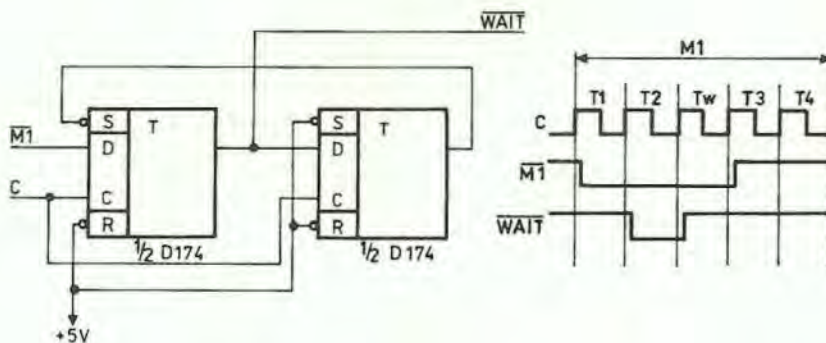 WAIT
M1
S T
S T
T1 T2 Tw T3 T4
C
M1
D
D
M1
C
C
C
WAIT
R
R
1/2 D174
1/2 D174
+5V